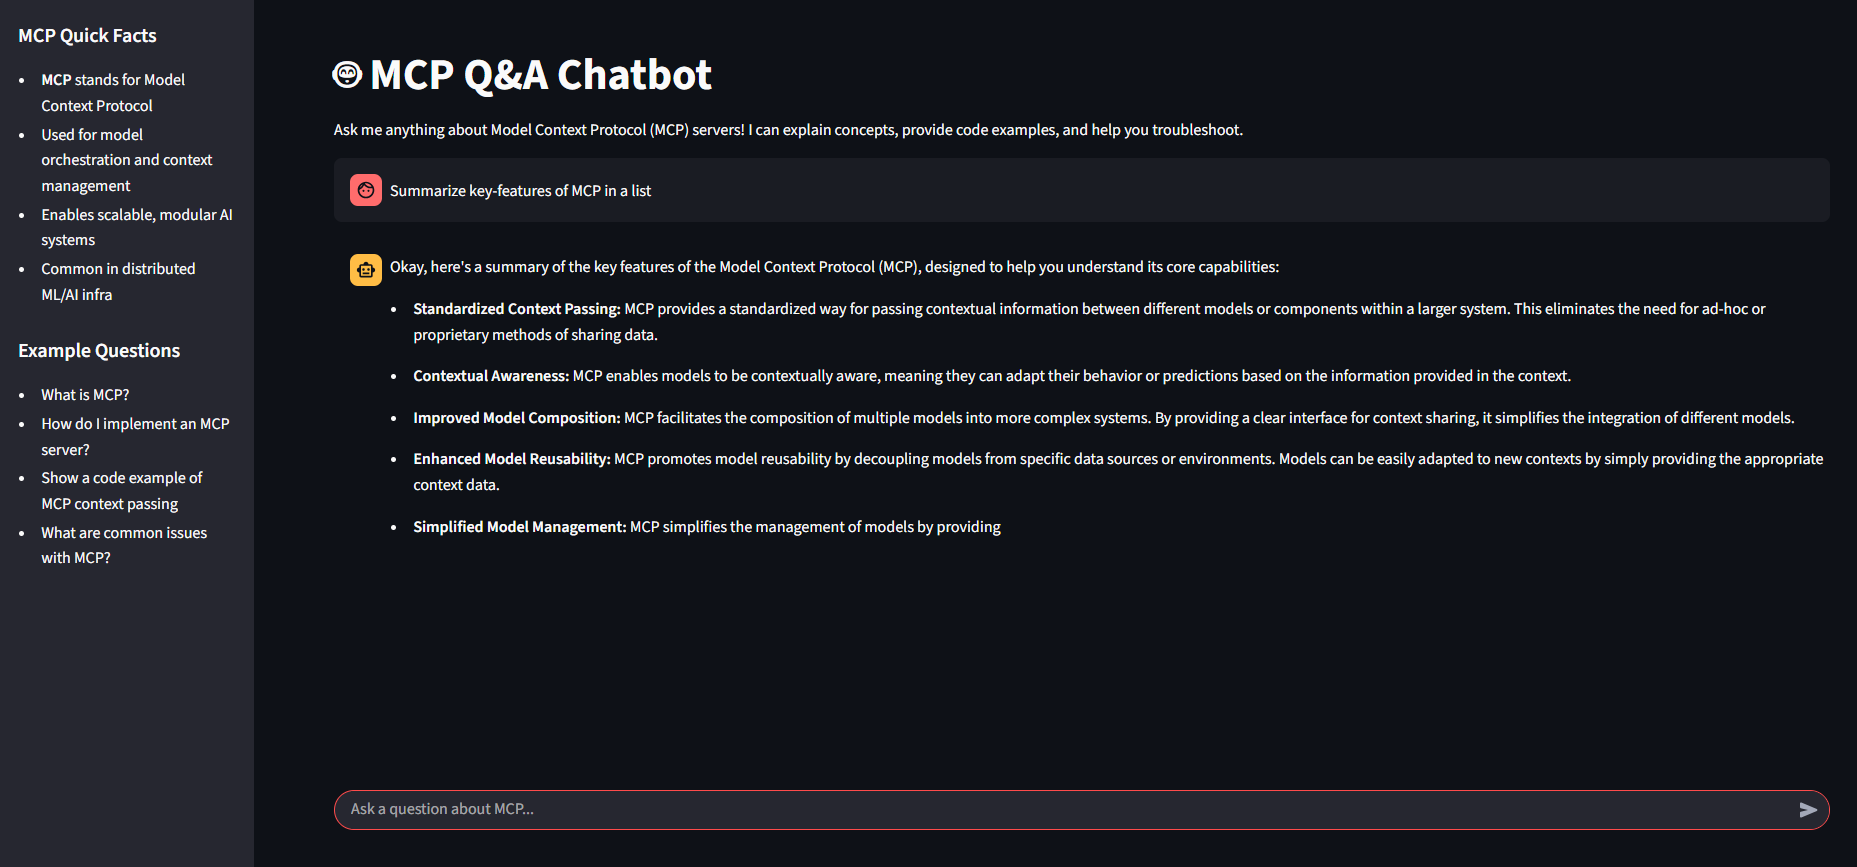 MCP Quick Facts
MCP stands for Model
Context Protocol
Used for model
orchestration and context
management
Enables scalable, modular AI
systems
Common in distributed
ML/AI infra
Example Questions
What is MCP?
How do I implement an MCP
server?
Show a code example of
MCP context passing
What are common issues
with MCP?
MCP Q&A Chatbot
Ask me anything about Model Context Protocol (MCP) servers! I can explain concepts, provide code examples, and help you troubleshoot.
Summarize key-features of MCP in a list
Okay, here's a summary of the key features of the Model Context Protocol (MCP), designed to help you understand its core capabilities:
Standardized Context Passing: MCP provides a standardized way for passing contextual information between different models or components within a larger system. This eliminates the need for ad-hoc or
proprietary methods of sharing data.
Contextual Awareness: MCP enables models to be contextually aware, meaning they can adapt their behavior or predictions based on the information provided in the context.
Improved Model Composition: MCP facilitates the composition of multiple models into more complex systems. By providing a clear interface for context sharing, it simplifies the integration of different models.
Enhanced Model Reusability: MCP promotes model reusability by decoupling models from specific data sources or environments. Models can be easily adapted to new contexts by simply providing the appropriate
context data.
Simplified Model Management: MCP simplifies the management of models by providing
Ask a question about MCP...